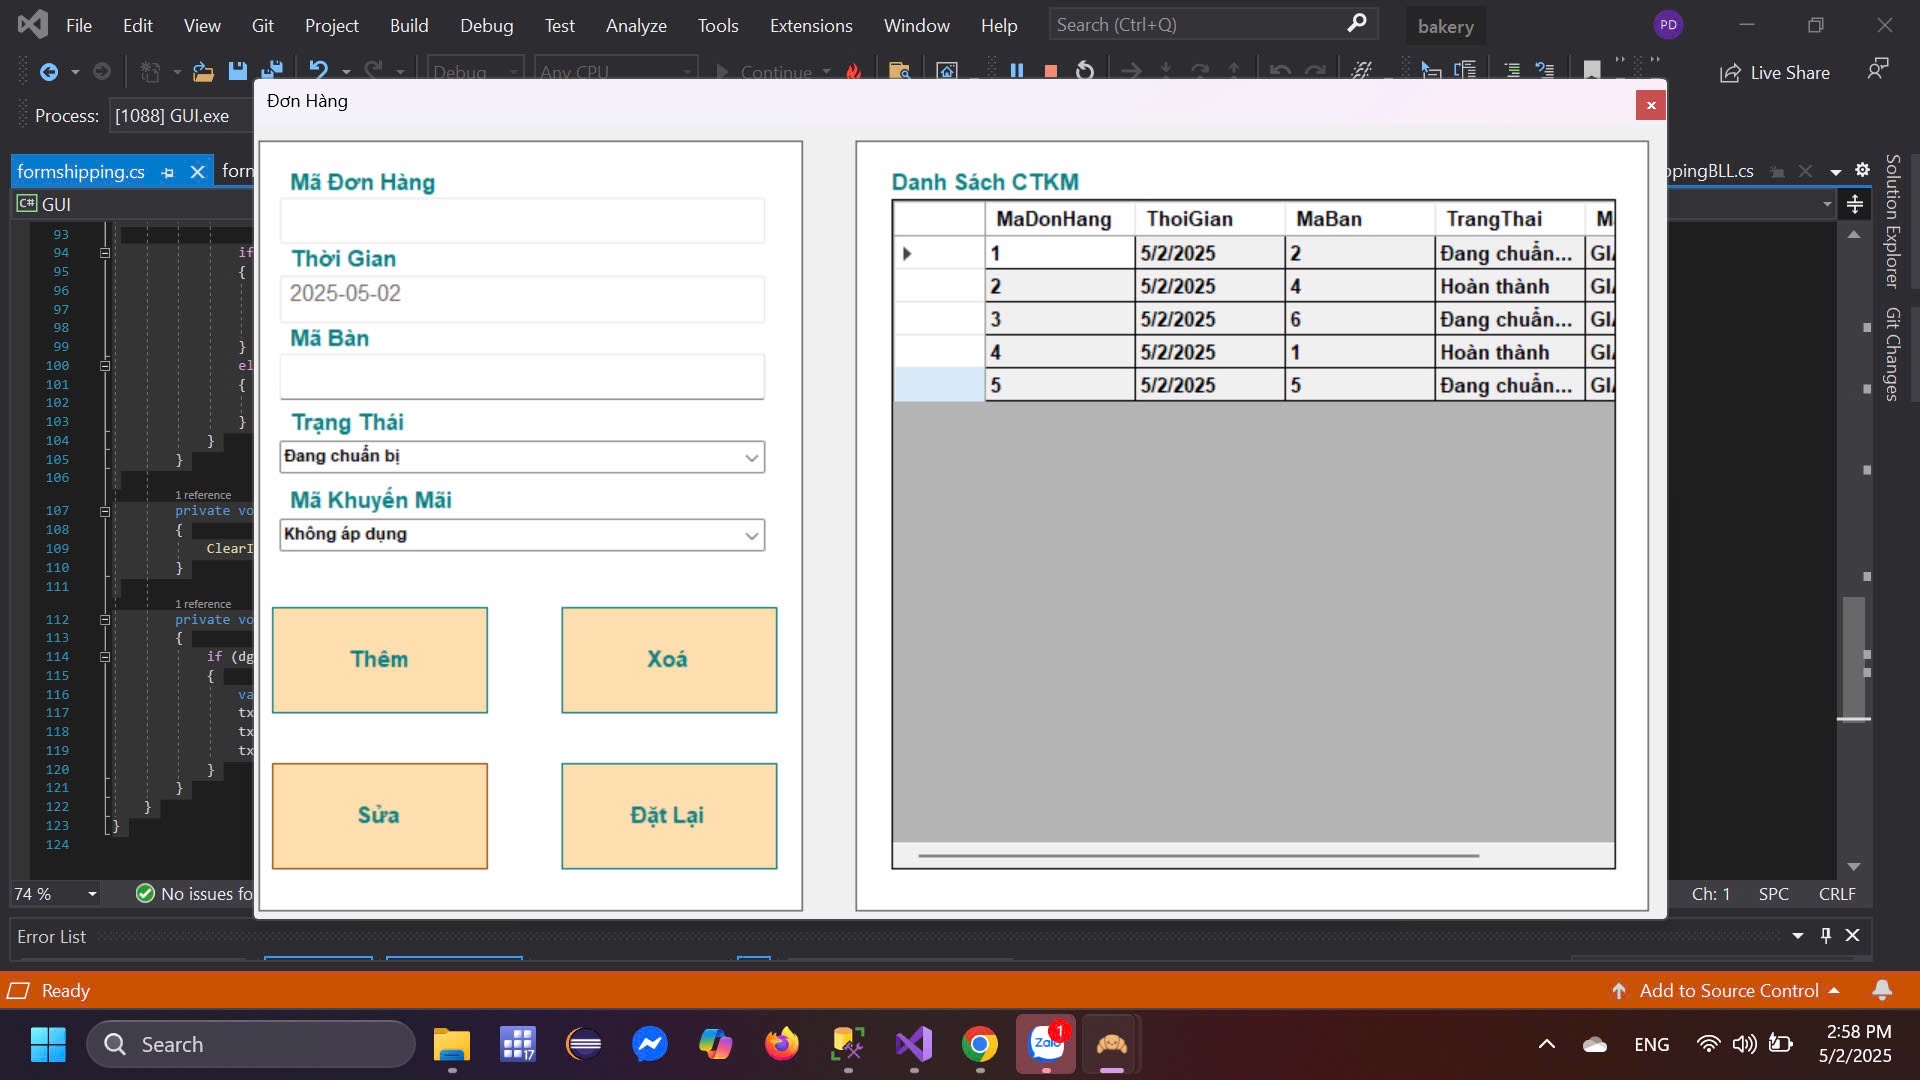 File Edit View Git Project Build Debug Test Analyze Tools Extensions Window Help Search (Ctrl+Q) bakery PD
Debug Any CPU Continue Live Share
Process: [1088] GUI.exe
Đơn Hàng
formshipping.cs
ppingBLL.cs
GUI
Solution Explorer
Git Changes
93
94 if
95 {
96
97
98
99 }
100 el
101 {
102
103 }
104 }
105 }
106
1 reference
107 private vo
108 {
109 ClearI
110 }
111
1 reference
112 private vo
113 {
114 if (dg
115 {
116 va
117 tx
118 tx
119 tx
120 }
121 }
122 }
123 }
124
74 % No issues fo
Mã Đơn Hàng
Thời Gian
2025-05-02
Mã Bàn
Trạng Thái
Đang chuẩn bị
Mã Khuyến Mãi
Không áp dụng
Thêm Xoá
Sửa Đặt Lại
Danh Sách CTKM
MaDonHang ThoiGian MaBan TrangThai
1 5/2/2025 2 Đang chuẩn...
2 5/2/2025 4 Hoàn thành
3 5/2/2025 6 Đang chuẩn...
4 5/2/2025 1 Hoàn thành
5 5/2/2025 5 Đang chuẩn...
Ch: 1 SPC CRLF
Error List
Ready Add to Source Control
Search 17 Zalo 1 ENG 2:58 PM
5/2/2025